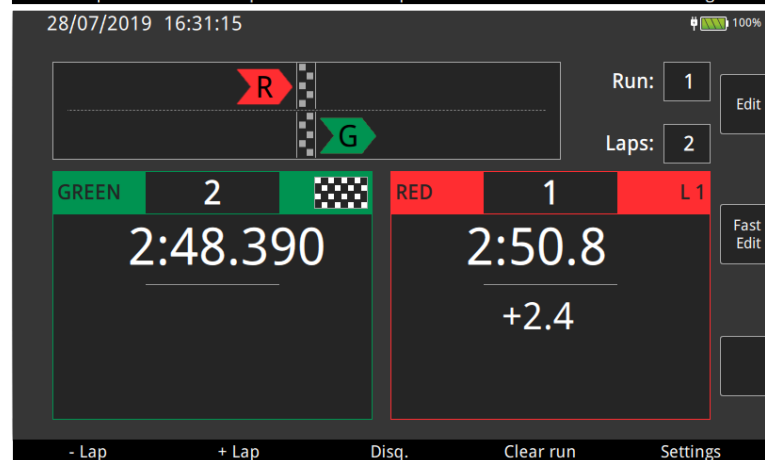 28/07/2019 16:31:15
100%
R
G
Run: 1
Laps: 2
Edit
GREEN 2
RED 1 L 1
2:48.390
2:50.8
+2.4
Fast
Edit
- Lap + Lap Disq. Clear run Settings